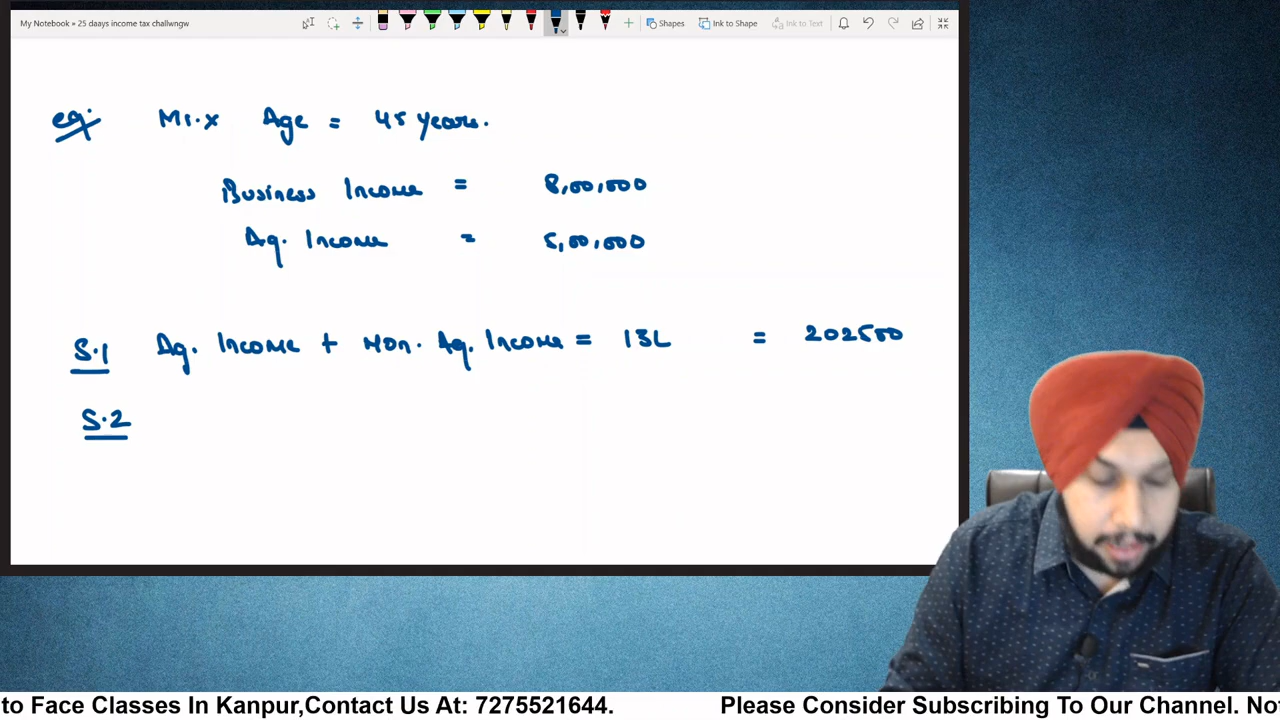 My Notebook » 25 daays income tax challwngw
Shapes
Ink to Shape
Ink to Text
eg:
Mr.x Age = 45 years.
Business Income = 8,00,000
Ag. Income = 5,00,000
S.1 Ag. Income + Non. Ag. Income = 13L = 202500
S.2
to Face Classes In Kanpur,Contact Us At: 7275521644. Please Consider Subscribing To Our Channel. No